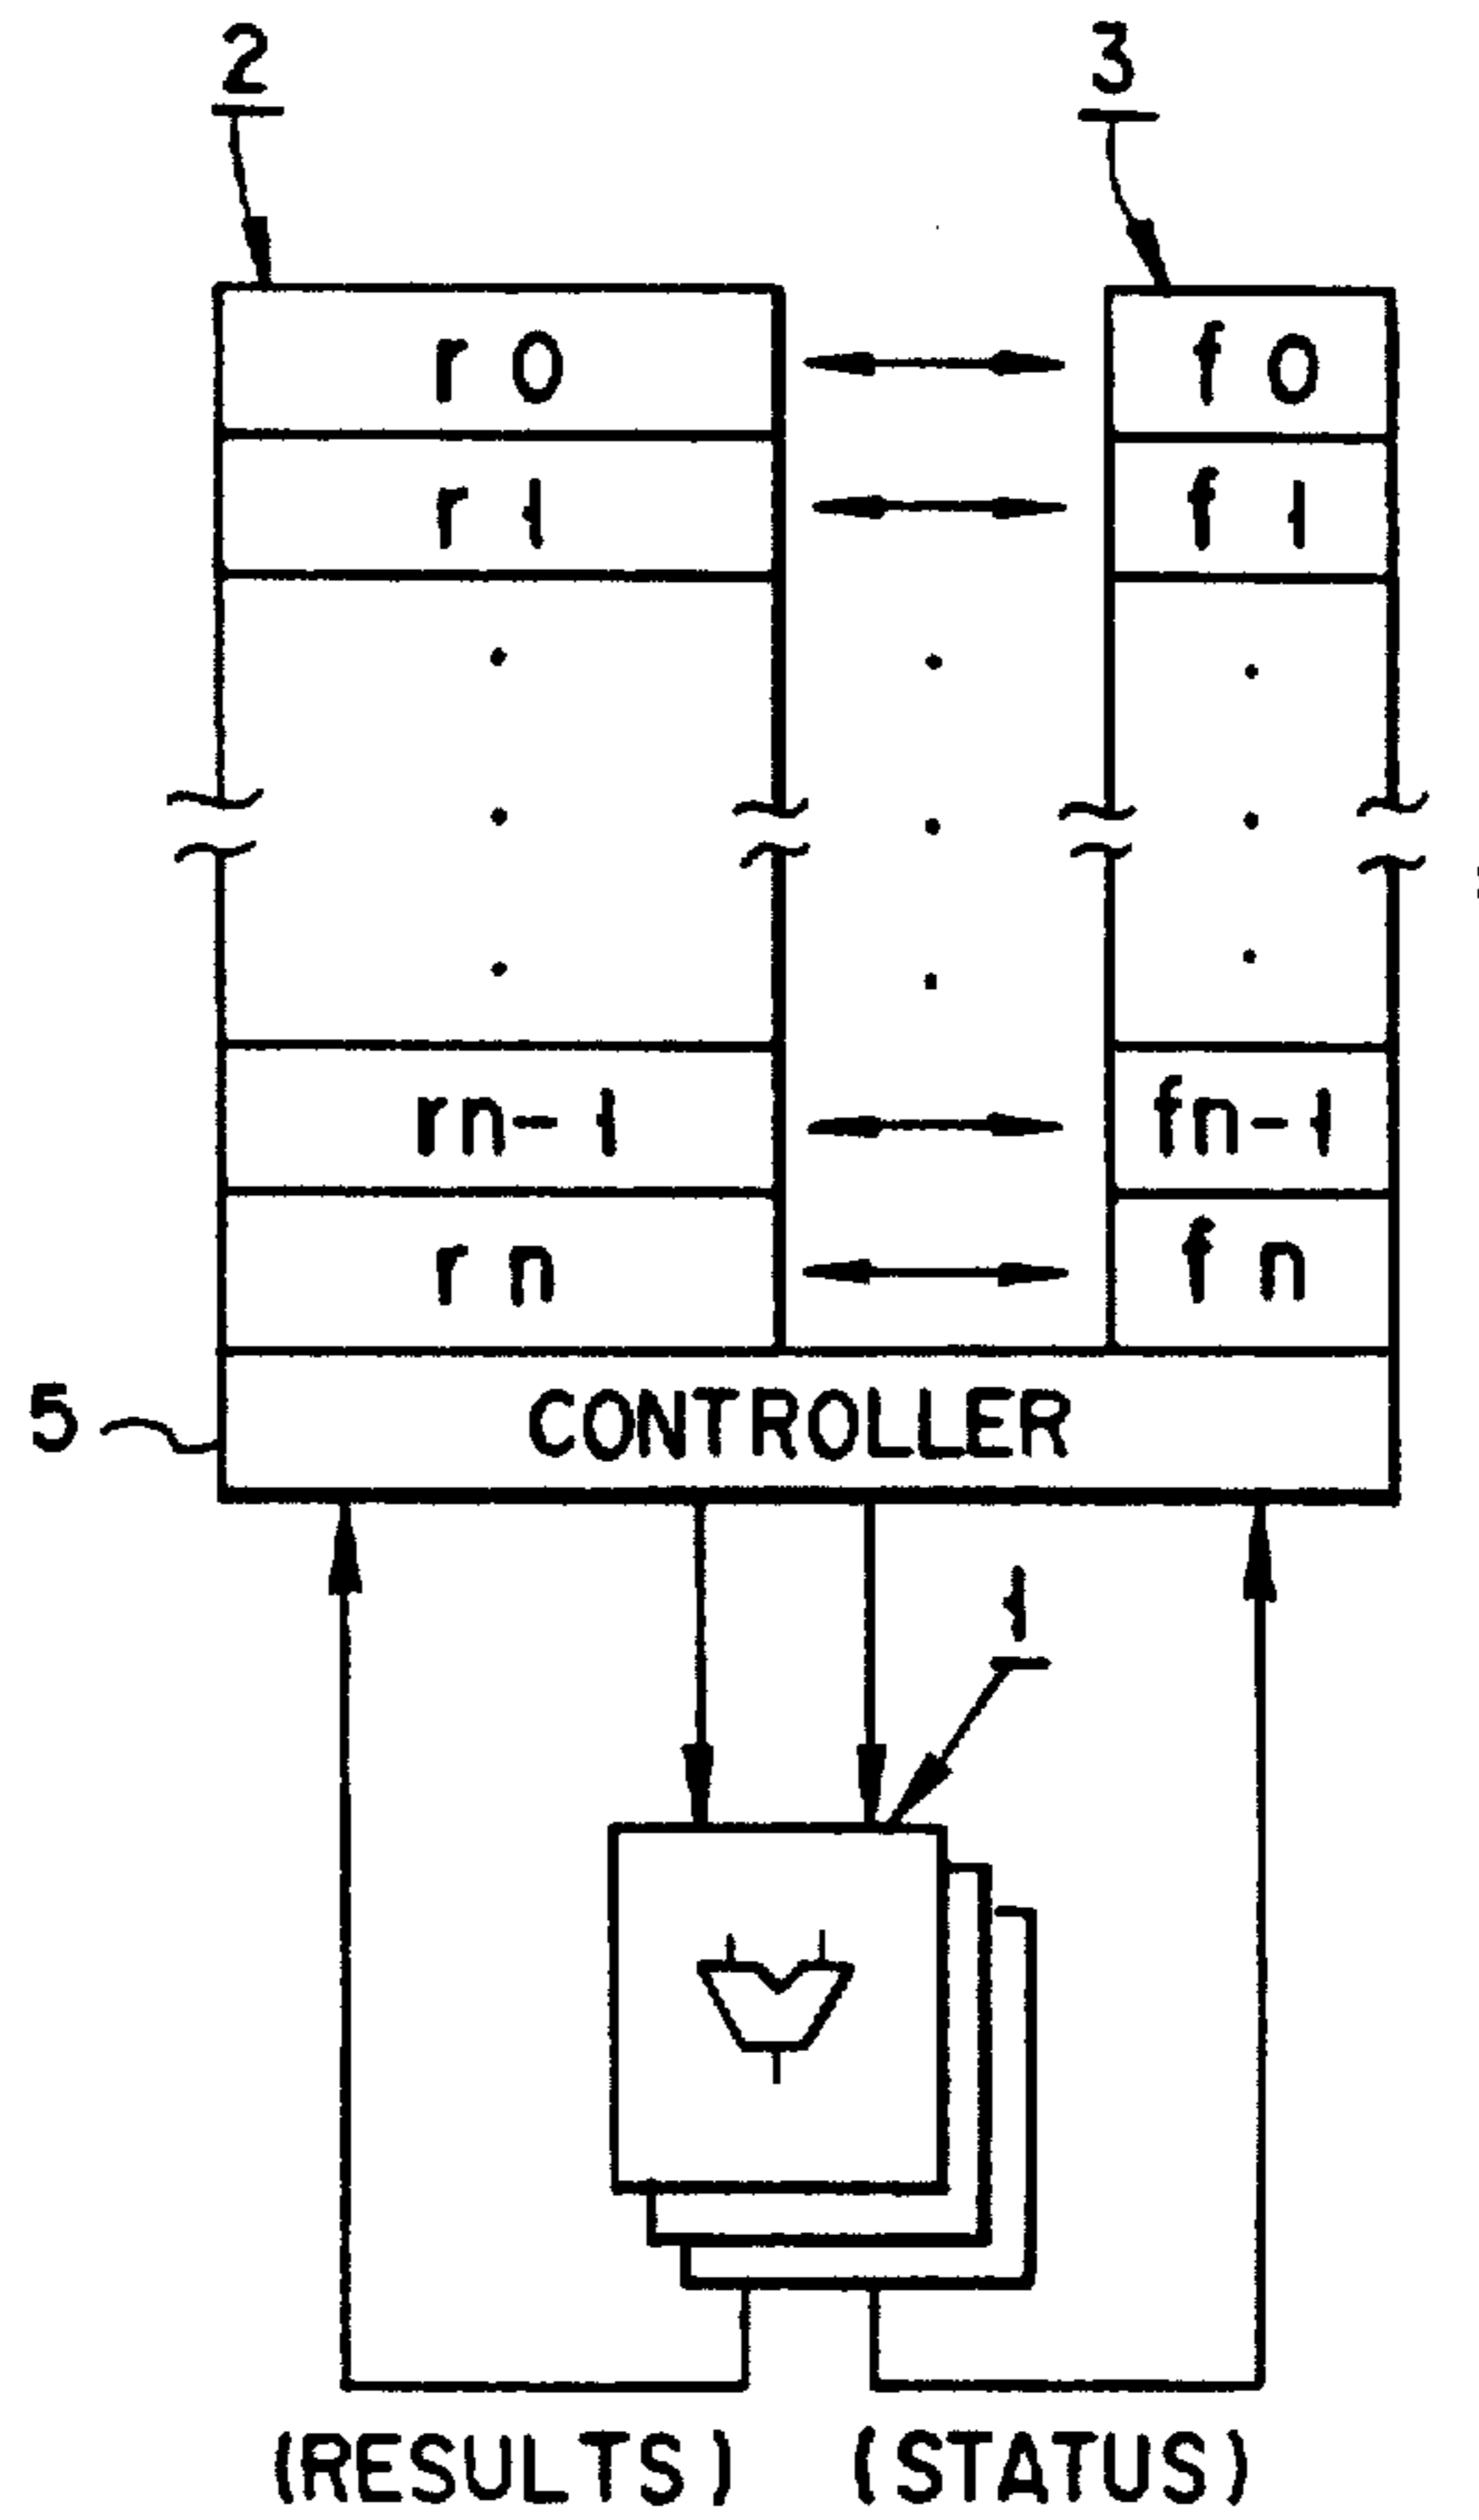 2 3
r 0 f 0
r 1 f 1
rn-1 fn-1
r n f n
5 CONTROLLER
1
(RESULTS) (STATUS)